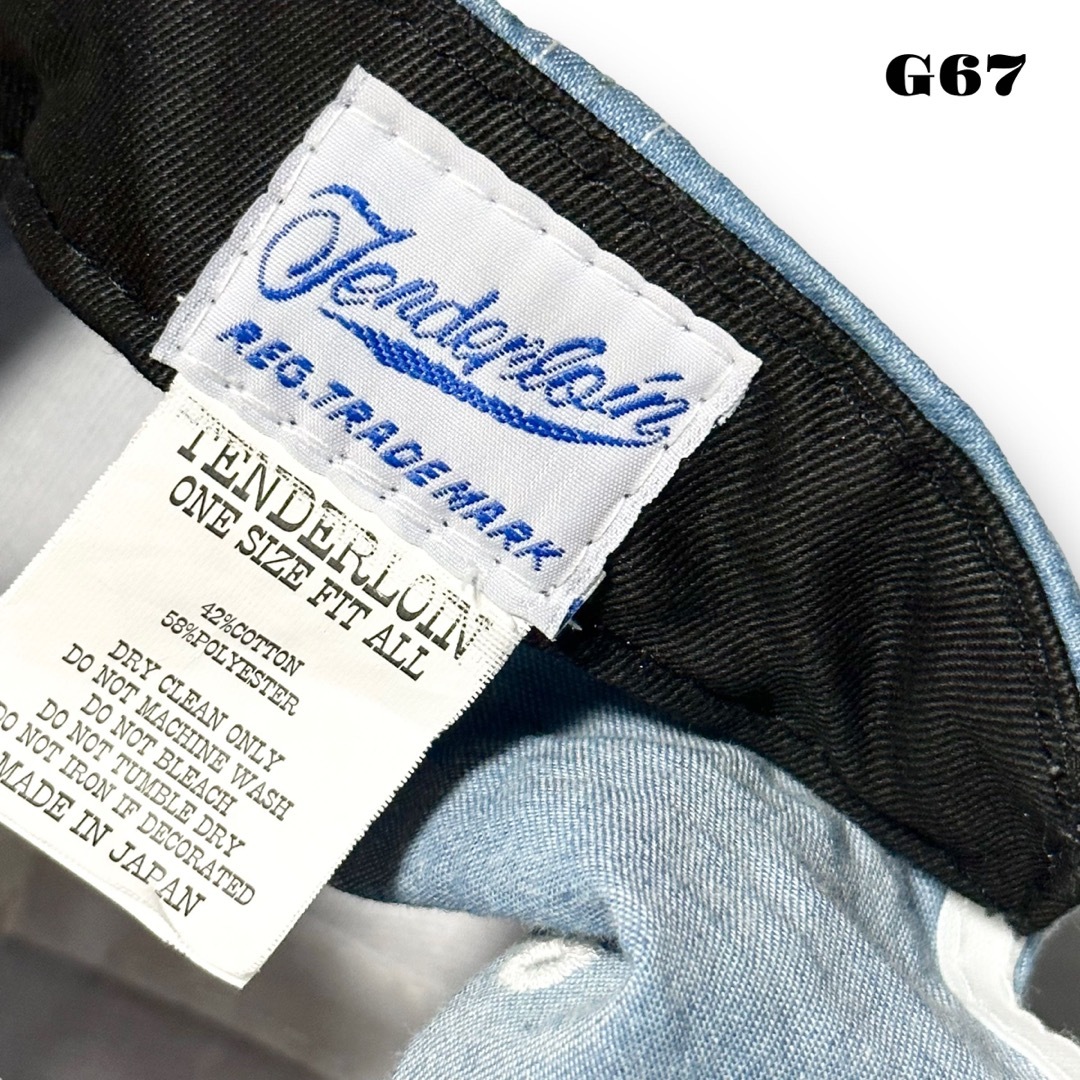 G67
Tenderloin
REG.TRADEMARK
TENDERLOIN
ONE SIZE FIT ALL
42%COTTON
58%POLYESTER
DRY CLEAN ONLY
DO NOT MACHINE WASH
DO NOT BLEACH
DO NOT TUMBLE DRY
DO NOT IRON IF DECORATED
MADE IN JAPAN